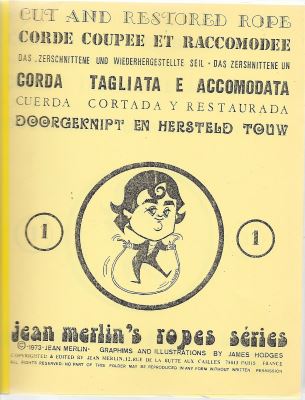 CUT AND RESTORED ROPE
CORDE COUPEE ET RACCOMODEE
DAS „ZERSCHNITTENE UND WIEDERHERGESTELLTE SEIL - DAS ZERSHNITTENE UN
CORDA TAGLIATA E ACCOMODATA
CUERDA CORTADA Y RESTAURADA
DOORGEKNIPT EN HERSTELD TOUW
1
1
jean merlin's ropes séries
©-1973-JEAN MERLIN- GRAPHIMS AND ILLUSTRATIONS BY JAMES HODGES
COPYRIGHTED & EDITED BY JEAN MERLIN,12,RUE DE LA BUTTE AUX CAILLES 75013 PARIS FRANCE
ALL RIGHTS RESERVED: NO PART OF THIS FOLDER MAY BE REPRODUCED IN ANY FORM WITHOUT WRITTEN PERMISSION